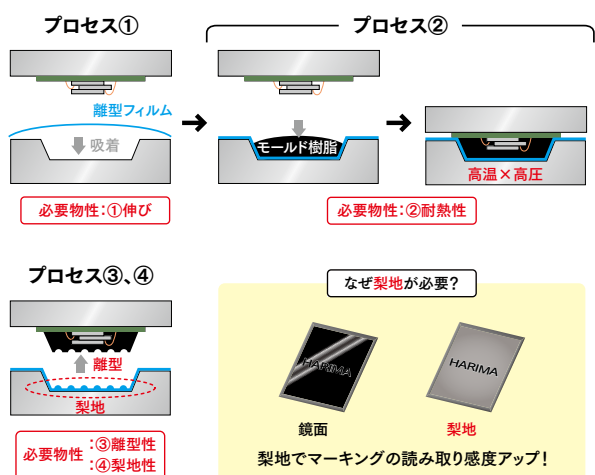 プロセス①
離型フィルム
吸着
必要物性:①伸び
プロセス②
モールド樹脂
高温×高圧
必要物性:②耐熱性
プロセス③、④
離型
梨地
必要物性:③離型性
:④梨地性
なぜ梨地が必要?
HARIMA
鏡面
HARIMA
梨地
梨地でマーキングの読み取り感度アップ!